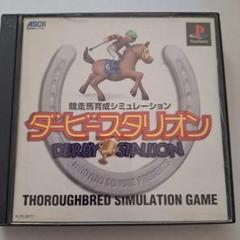 ASCII
PlayStation
競走馬育成シミュレーション
ダービースタリオン
DERBY STALLION
THOROUGHBRED SIMULATION GAME